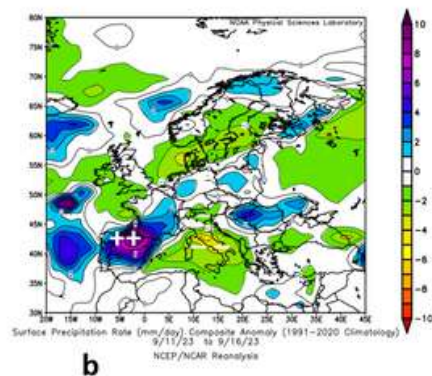 NOAA Physical Sciences Laboratory
80N
75N
70N
65N
60N
55N
50N
45N
40N
35N
30N
20W 15W 10W 5W 0 5E 10E 15E 20E 25E 30E 35E 40E 45E
10
8
6
4
2
0
-2
-4
-6
-8
-10
Surface Precipitation Rate (mm/day) Composite Anomaly (1991-2020 Climatology)
9/11/23 to 9/16/23
NCEP/NCAR Reanalysis
b